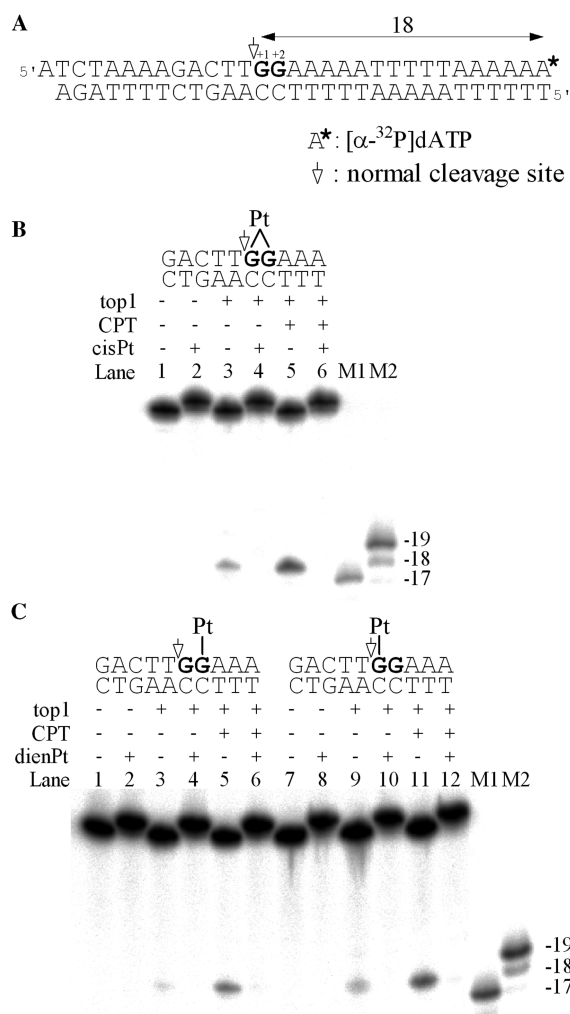 A
18
+1 +2
5'ATCTAAAAGACTTGGAAAAATTTTTAAAAAA*
AGATTTTCTGAACCTTTTTAAAAATTTTTT5'
A*: [α-³²P]dATP
: normal cleavage site
B
Pt
GACTTGGAAA
CTGAACCTTT
top1 - - + + + +
CPT - - - - + +
cisPt - + - + - +
Lane 1 2 3 4 5 6 M1 M2
-19
-18
-17
C
Pt Pt
GACTTGGAAA GACTTGGAAA
CTGAACCTTT CTGAACCTTT
top1 - - + + + + - - + + + +
CPT - - - - + + - - - - + +
dienPt - + - + - + - + - + - +
Lane 1 2 3 4 5 6 7 8 9 10 11 12 M1 M2
-19
-18
-17